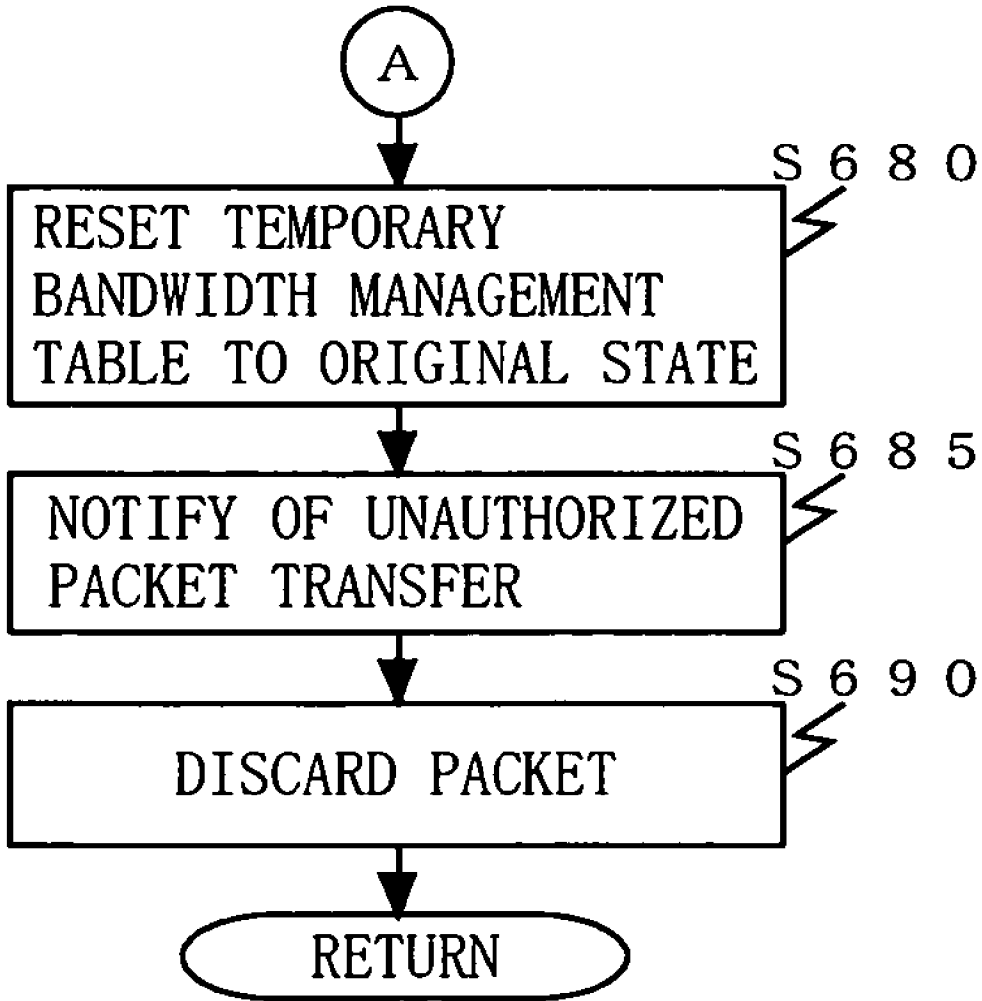 A
S680
RESET TEMPORARY
BANDWIDTH MANAGEMENT
TABLE TO ORIGINAL STATE
S685
NOTIFY OF UNAUTHORIZED
PACKET TRANSFER
S690
DISCARD PACKET
RETURN